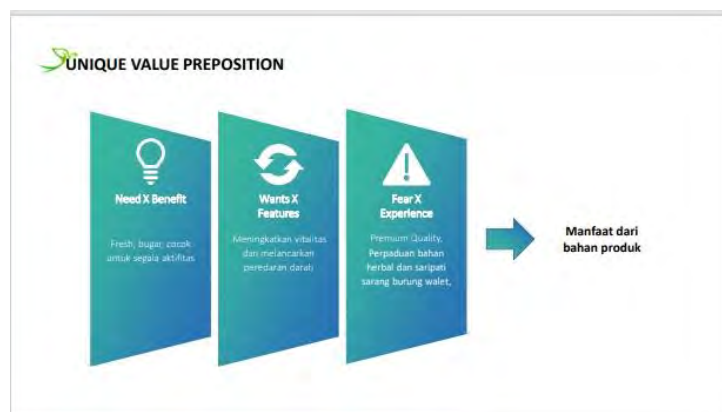 UNIQUE VALUE PREPOSITION
Need X Benefit
Fresh, bugar, cocok
untuk segala aktifitas
Wants X
Features
Meningkatkan vitalitas
dan melancarkan
peredaran darah
Fear X
Experience
Premium Quality,
Perpaduan bahan
herbal dan saripati
sarang burung walet,
Manfaat dari
bahan produk